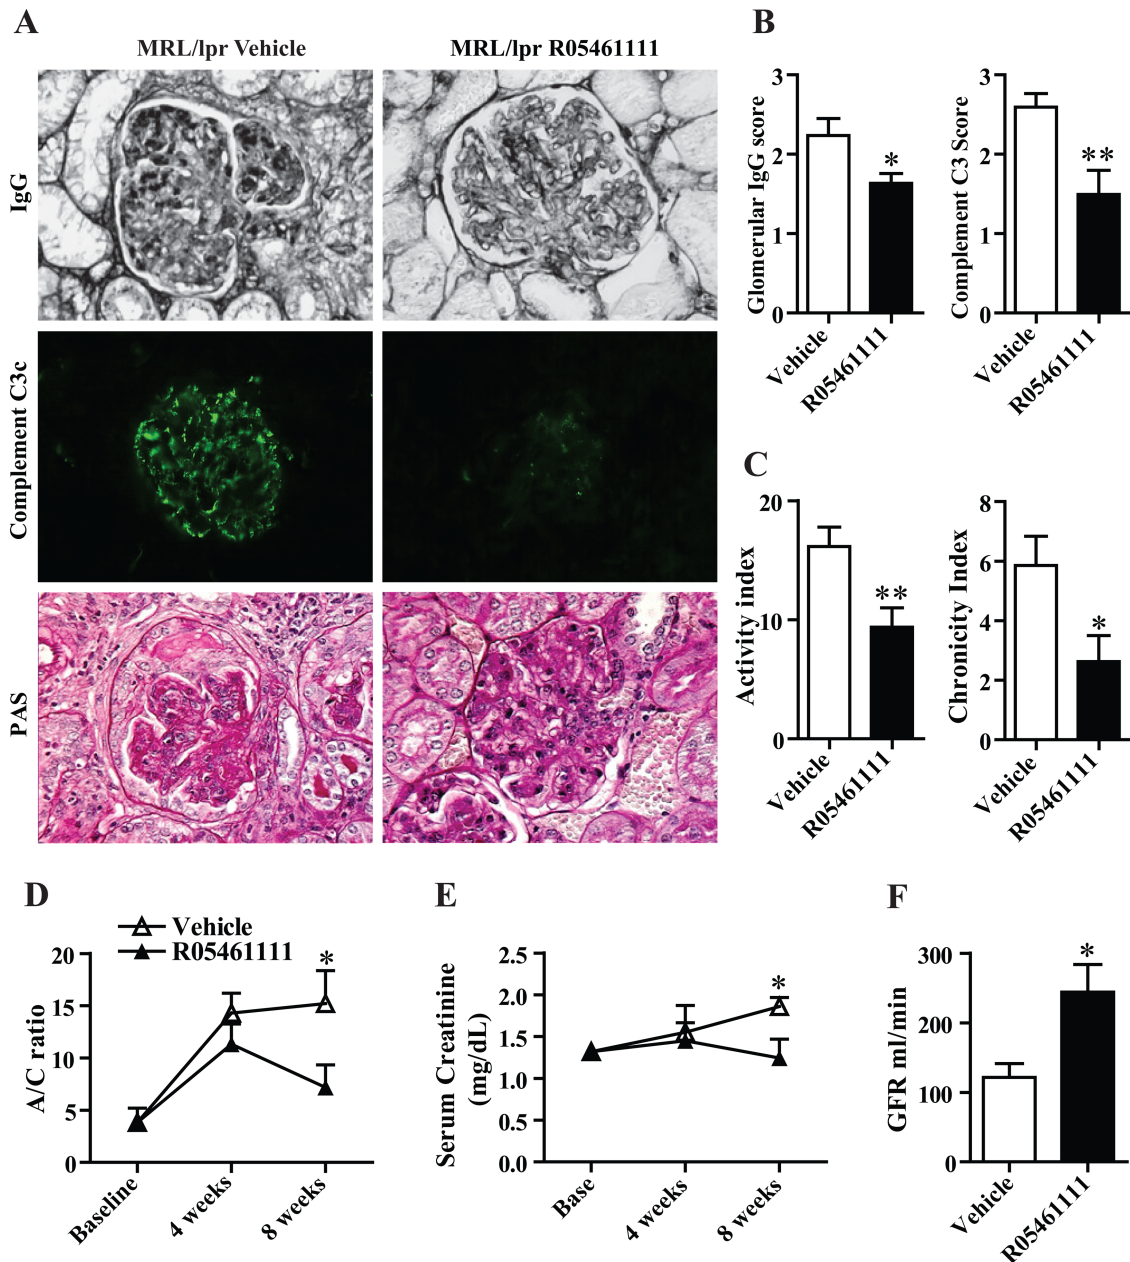 A
MRL/lpr Vehicle
MRL/lpr R05461111
IgG
Complement C3c
PAS
B
Glomerular IgG score
3
2
1
0
Vehicle
R05461111
*
Complement C3 Score
3
2
1
0
Vehicle
R05461111
**
C
Activity index
20
10
0
Vehicle
R05461111
**
Chronicity Index
8
6
4
2
0
Vehicle
R05461111
*
D
Vehicle
R05461111
A/C ratio
20
15
10
5
0
*
Baseline
4 weeks
8 weeks
E
Serum Creatinine
(mg/dL)
2.5
2.0
1.5
1.0
0.5
0.0
*
Base
4 weeks
8 weeks
F
GFR ml/min
300
200
100
0
*
Vehicle
R05461111